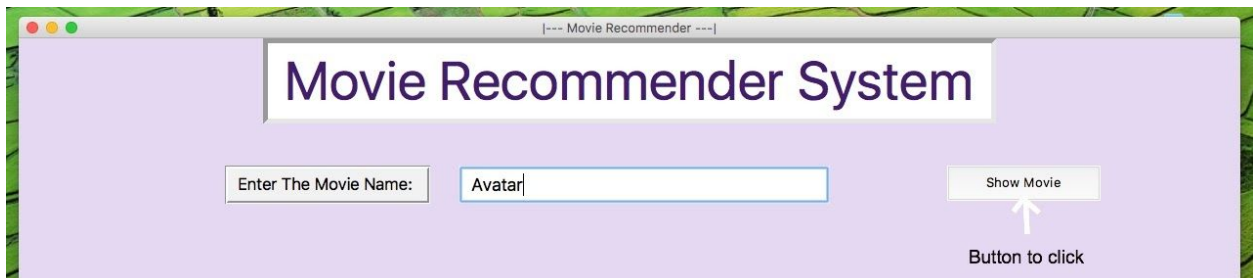 |--- Movie Recommender ---|
Movie Recommender System
Enter The Movie Name: Avatar Show Movie
Button to click